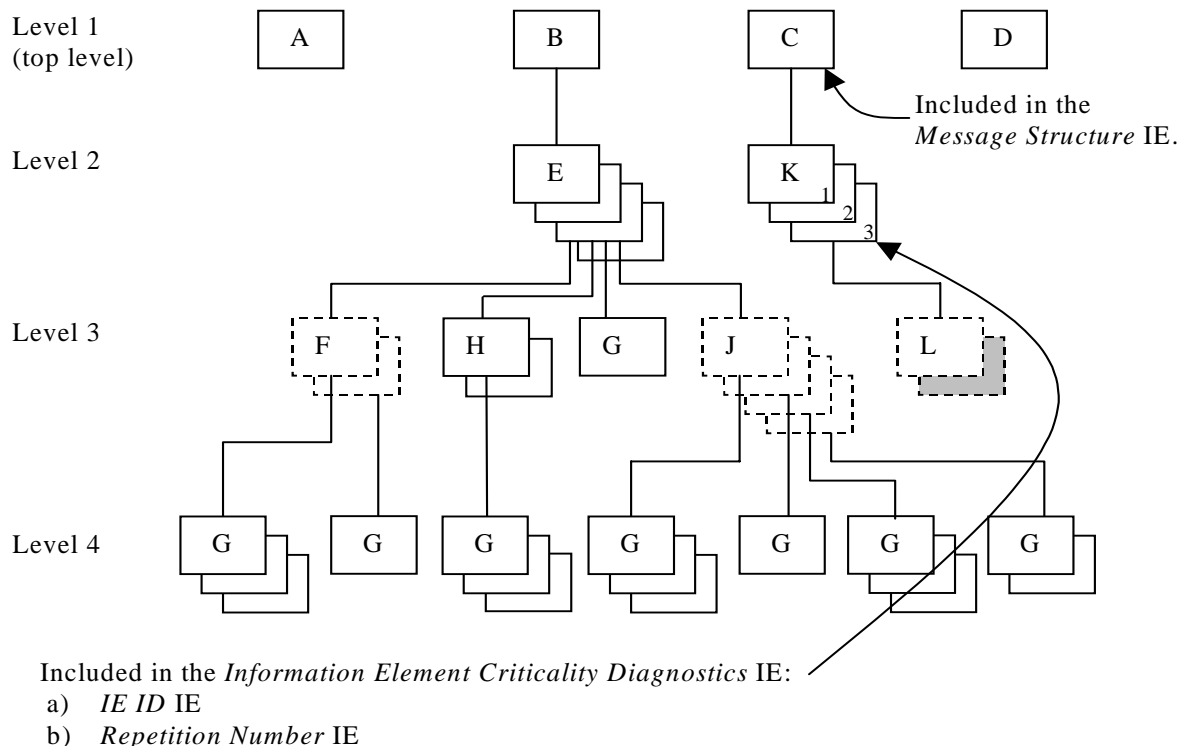 Level 1
(top level)
A
B
C
D
Included in the
Message Structure IE.
Level 2
E
K
1
2
3
Level 3
F
H
G
J
L
Level 4
G
G
G
G
G
G
G
Included in the Information Element Criticality Diagnostics IE:
a) IE ID IE
b) Repetition Number IE